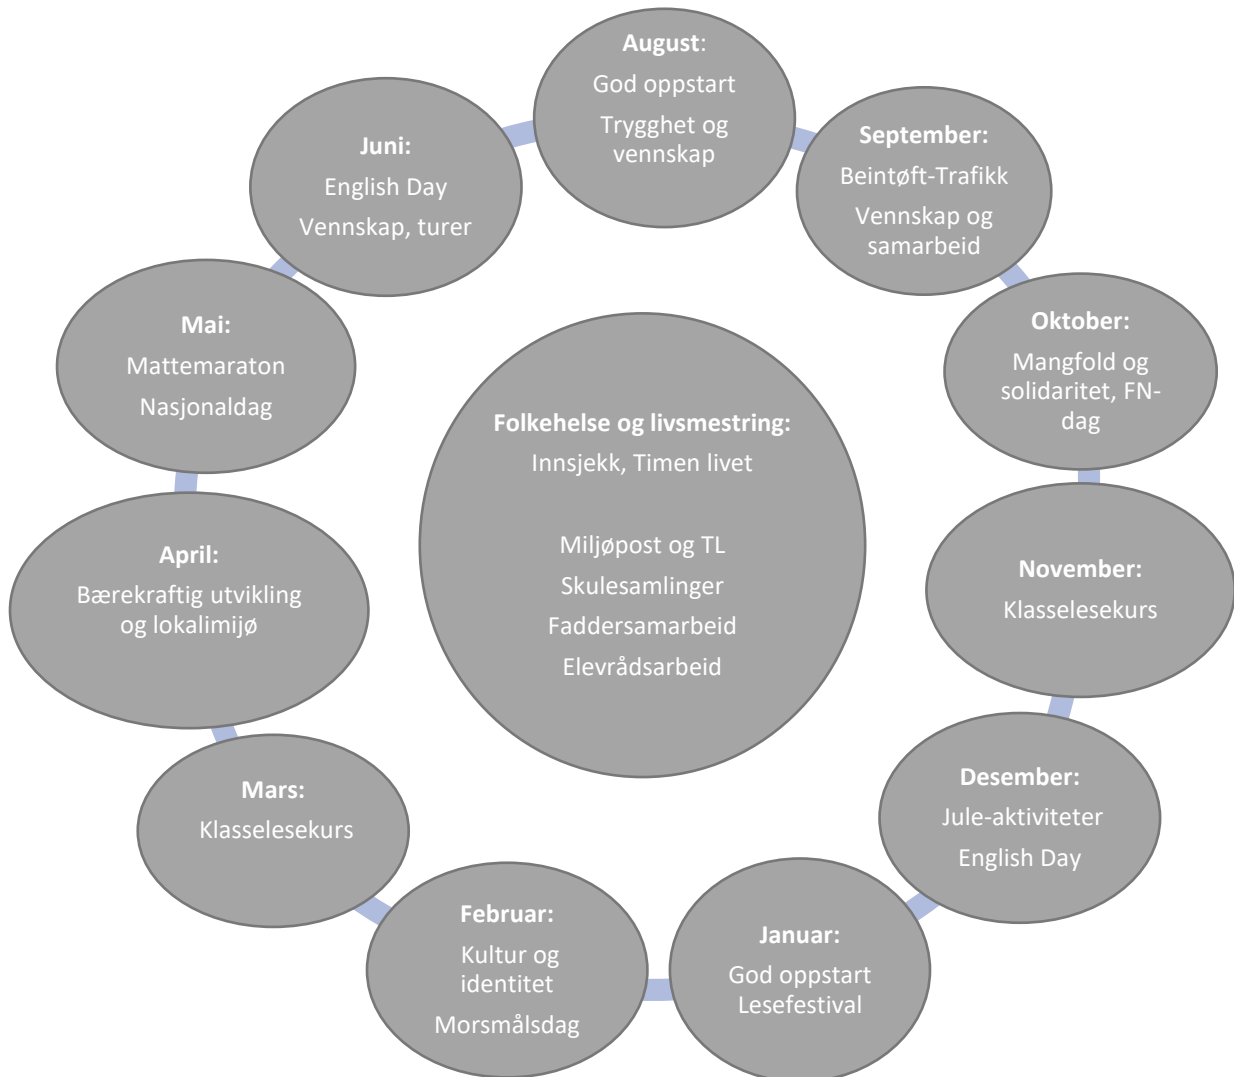 August:
God oppstart
Trygghet og
vennskap
September:
Beintøft-Trafikk
Vennskap og
samarbeid
Oktober:
Mangfold og
solidaritet, FN-
dag
November:
Klasselesekurs
Desember:
Jule-aktiviteter
English Day
Januar:
God oppstart
Lesefestival
Februar:
Kultur og
identitet
Morsmålsdag
Mars:
Klasselesekurs
April:
Bærekraftig utvikling
og lokalimijø
Mai:
Mattemaraton
Nasjonaldag
Juni:
English Day
Vennskap, turer
Folkehelse og livsmestring:
Innsjekk, Timen livet
Miljøpost og TL
Skulesamlinger
Faddersamarbeid
Elevrådsarbeid